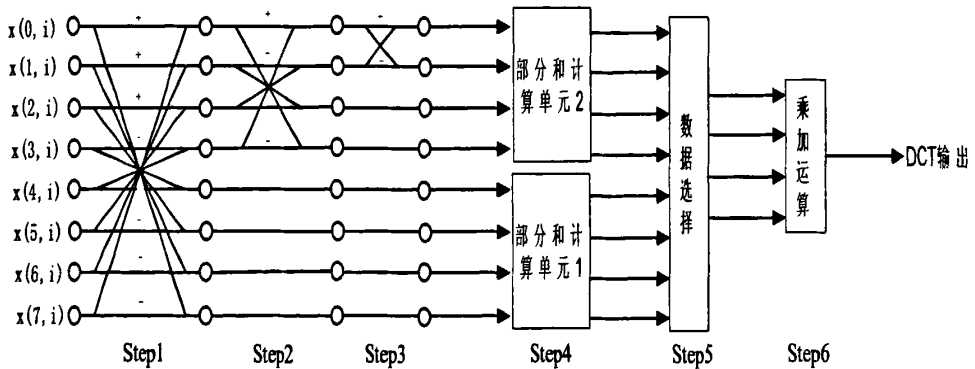 x(0,i)
x(1,i)
x(2,i)
x(3,i)
x(4,i)
x(5,i)
x(6,i)
x(7,i)
+
+
+
-
-
-
-
+
-
-
-
-
-
部分和计
算单元2
部分和计
算单元1
数据选择
乘加运算
DCT输出
Step1
Step2
Step3
Step4
Step5
Step6